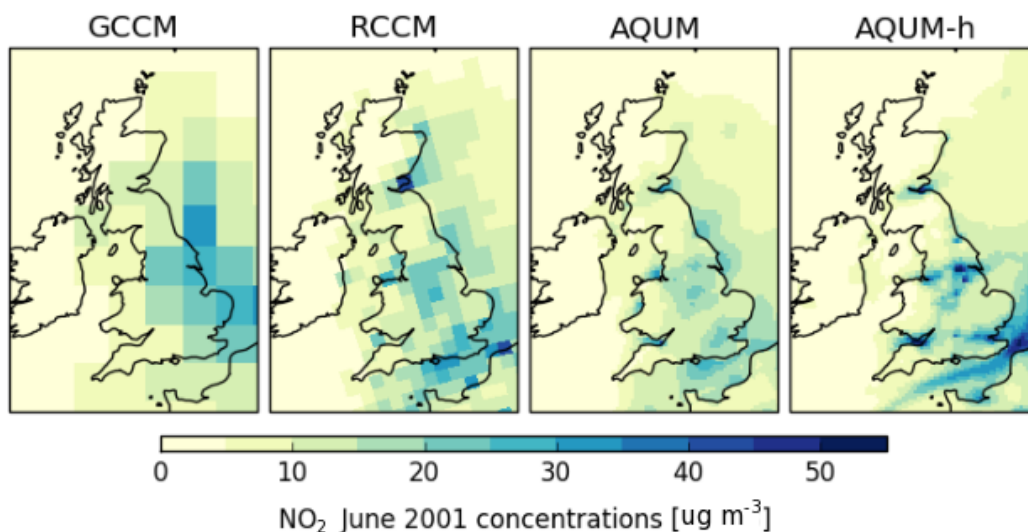 GCCM RCCM AQUM AQUM-h
0 10 20 30 40 50
NO₂ June 2001 concentrations [ug m⁻³]